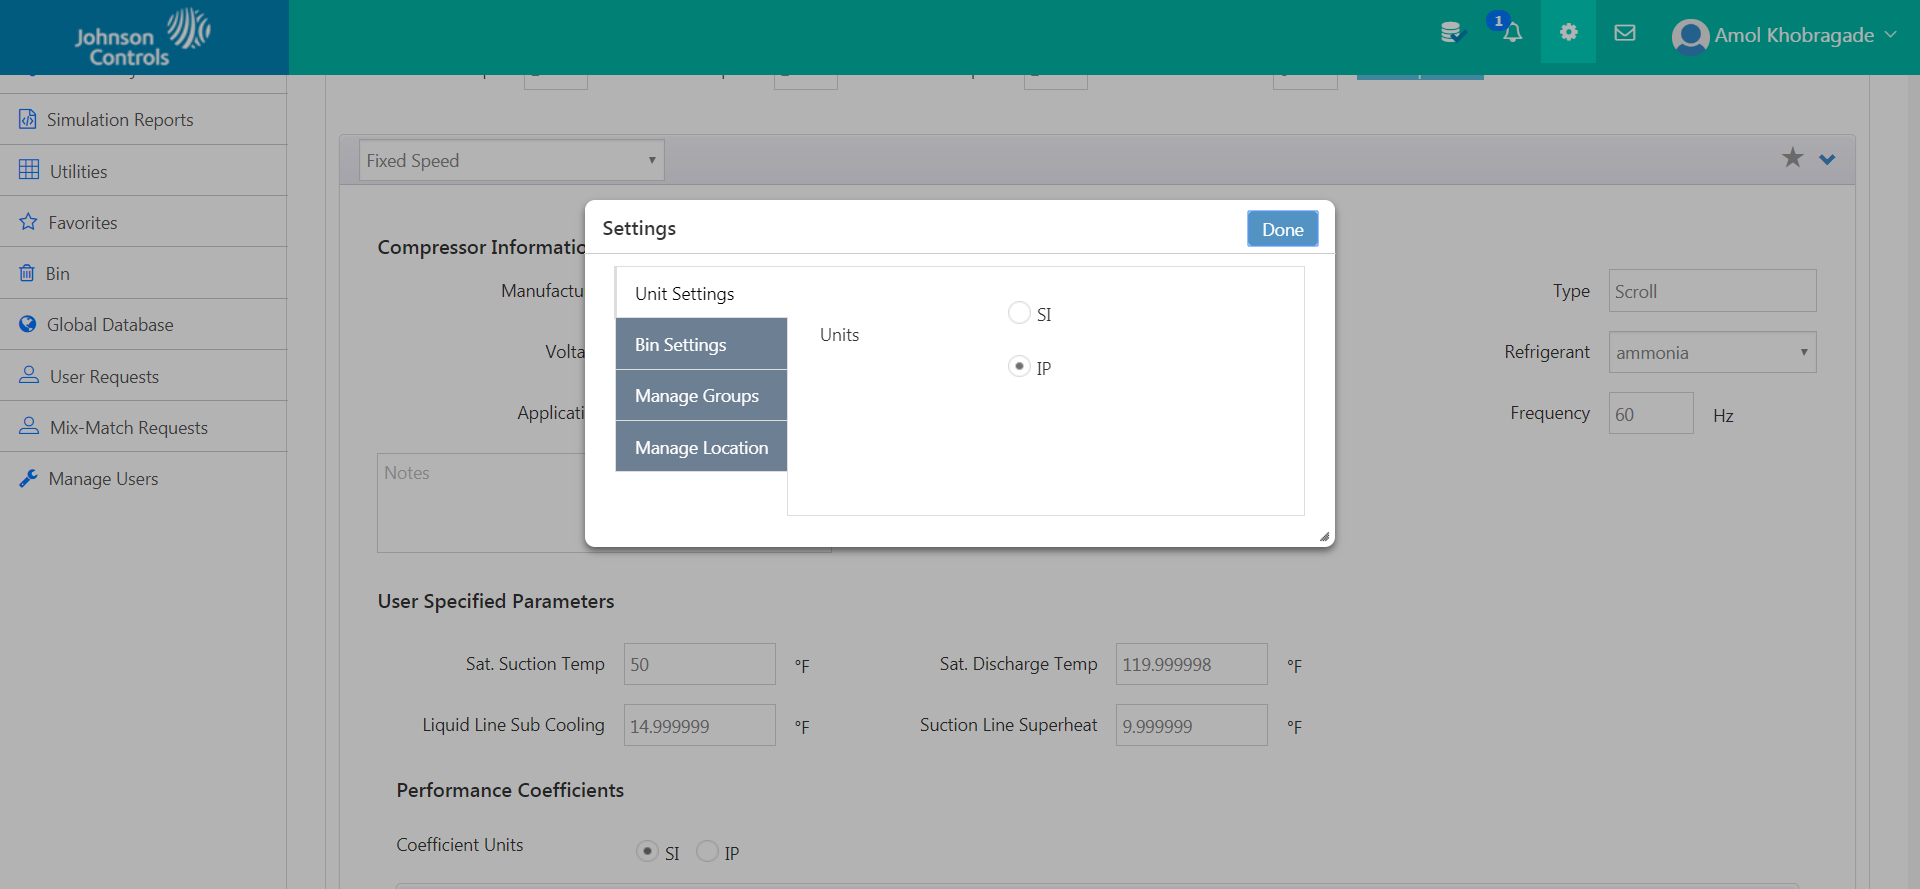 Johnson
Controls
1
Amol Khobragade
Simulation Reports
Utilities
Favorites
Bin
Global Database
User Requests
Mix-Match Requests
Manage Users
Fixed Speed
Settings
Done
Unit Settings
Bin Settings
Manage Groups
Manage Location
Units
SI
IP
Compressor Informatio
Manufactu
Type
Scroll
Volta
Refrigerant
ammonia
Applicati
Frequency
60
Hz
Notes
User Specified Parameters
Sat. Suction Temp
50
°F
Sat. Discharge Temp
119.999998
°F
Liquid Line Sub Cooling
14.999999
°F
Suction Line Superheat
9.999999
°F
Performance Coefficients
Coefficient Units
SI
IP